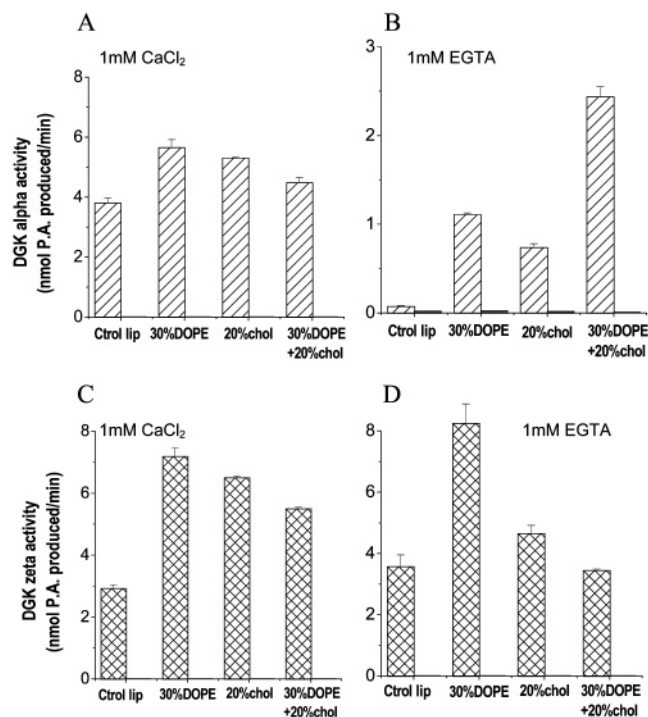 A
1mM CaCl₂
8
6
4
2
0
DGK alpha activity
(nmol P.A. produced/min)
Ctrol lip 30%DOPE 20%chol 30%DOPE
+20%chol
B
1mM EGTA
3
2
1
0
Ctrol lip 30%DOPE 20%chol 30%DOPE
+20%chol
C
1mM CaCl₂
8
6
4
2
0
DGK zeta activity
(nmol P.A. produced/min)
Ctrol lip 30%DOPE 20%chol 30%DOPE
+20%chol
D
1mM EGTA
8
6
4
2
0
Ctrol lip 30%DOPE 20%chol 30%DOPE
+20%chol